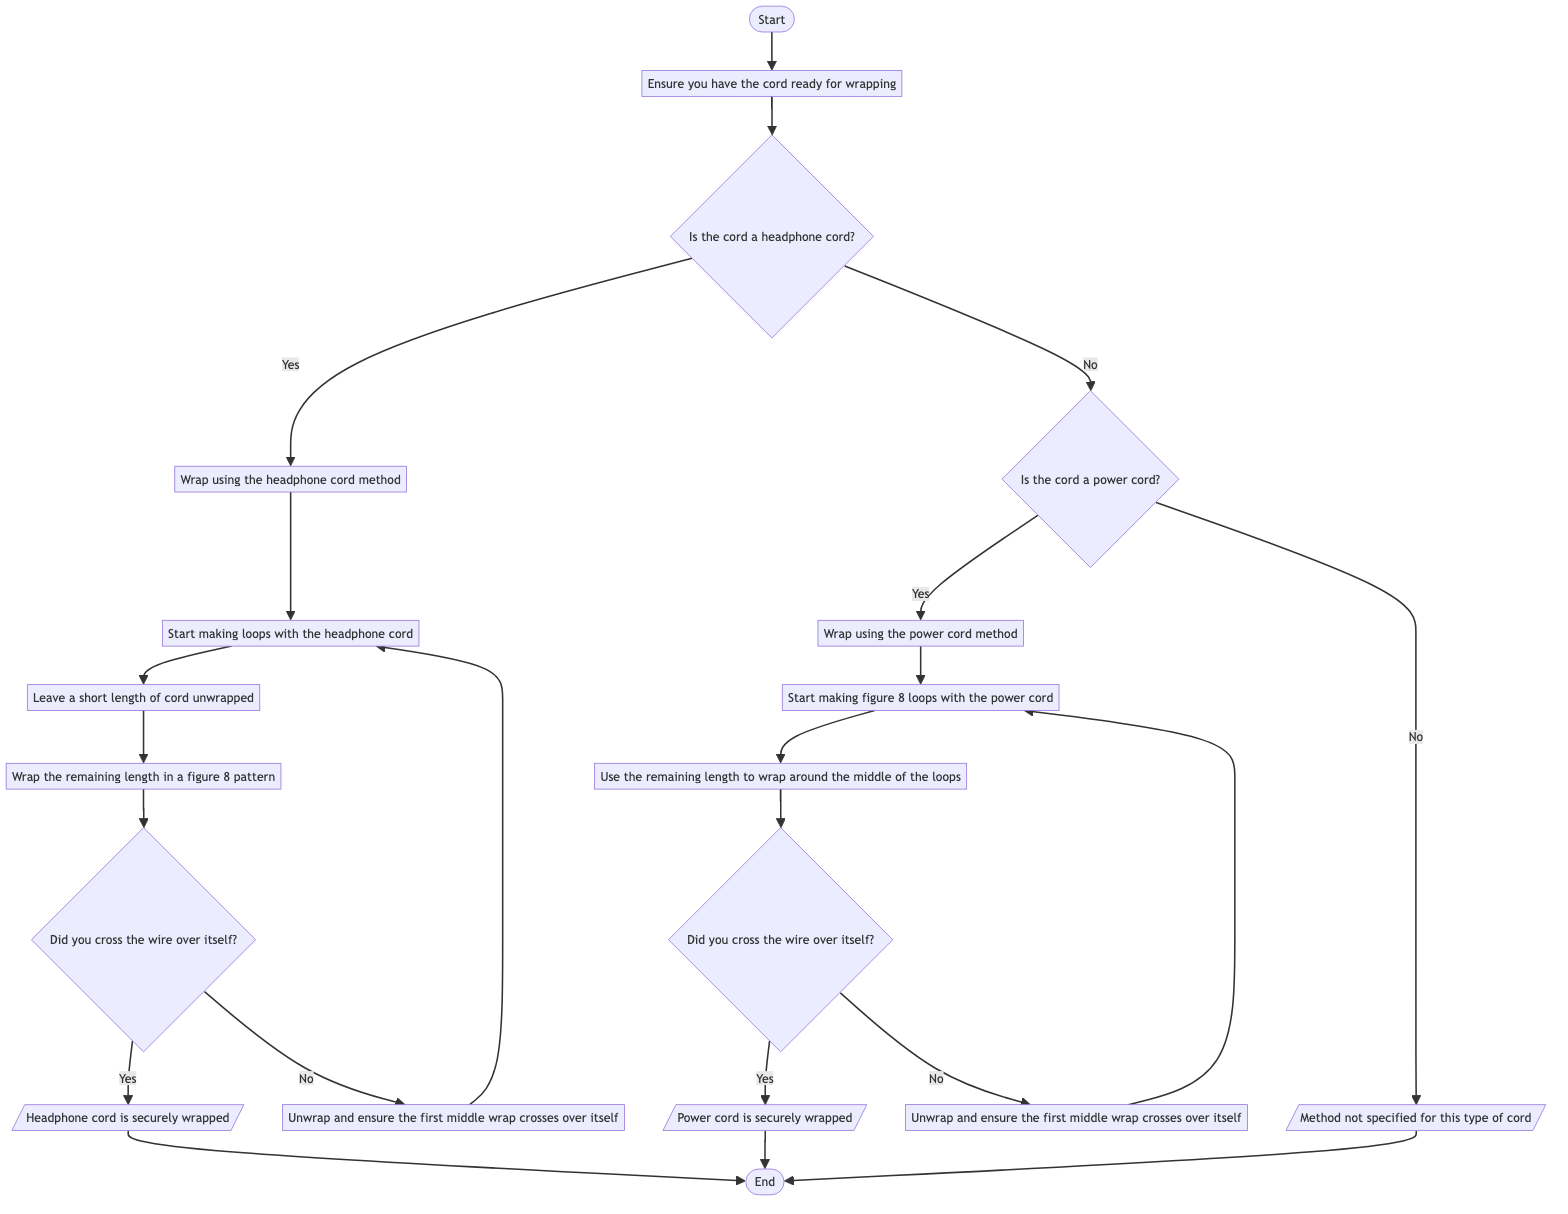 Start
Ensure you have the cord ready for wrapping
Is the cord a headphone cord?
Yes
No
Wrap using the headphone cord method
Is the cord a power cord?
Yes
Start making loops with the headphone cord
Wrap using the power cord method
Leave a short length of cord unwrapped
Start making figure 8 loops with the power cord
No
Wrap the remaining length in a figure 8 pattern
Use the remaining length to wrap around the middle of the loops
Did you cross the wire over itself?
Did you cross the wire over itself?
Yes
No
Yes
No
Headphone cord is securely wrapped
Unwrap and ensure the first middle wrap crosses over itself
Power cord is securely wrapped
Unwrap and ensure the first middle wrap crosses over itself
Method not specified for this type of cord
End